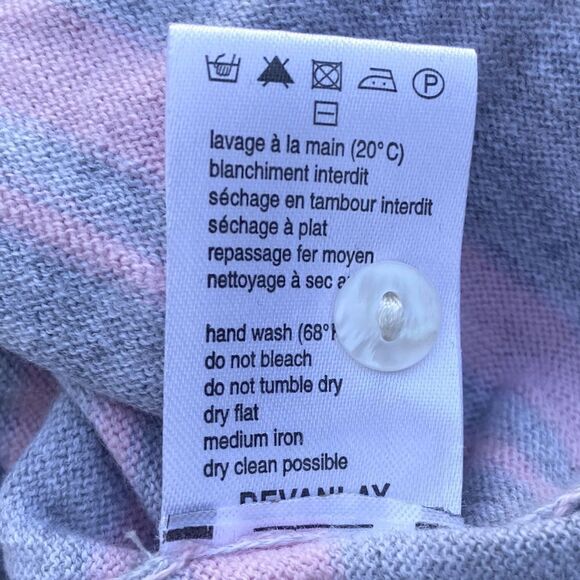 P
lavage à la main (20°C)
blanchiment interdit
séchage en tambour interdit
séchage à plat
repassage fer moyen
nettoyage à sec
hand wash (68°
do not bleach
do not tumble dry
dry flat
medium iron
dry clean possible
DEVANLAY